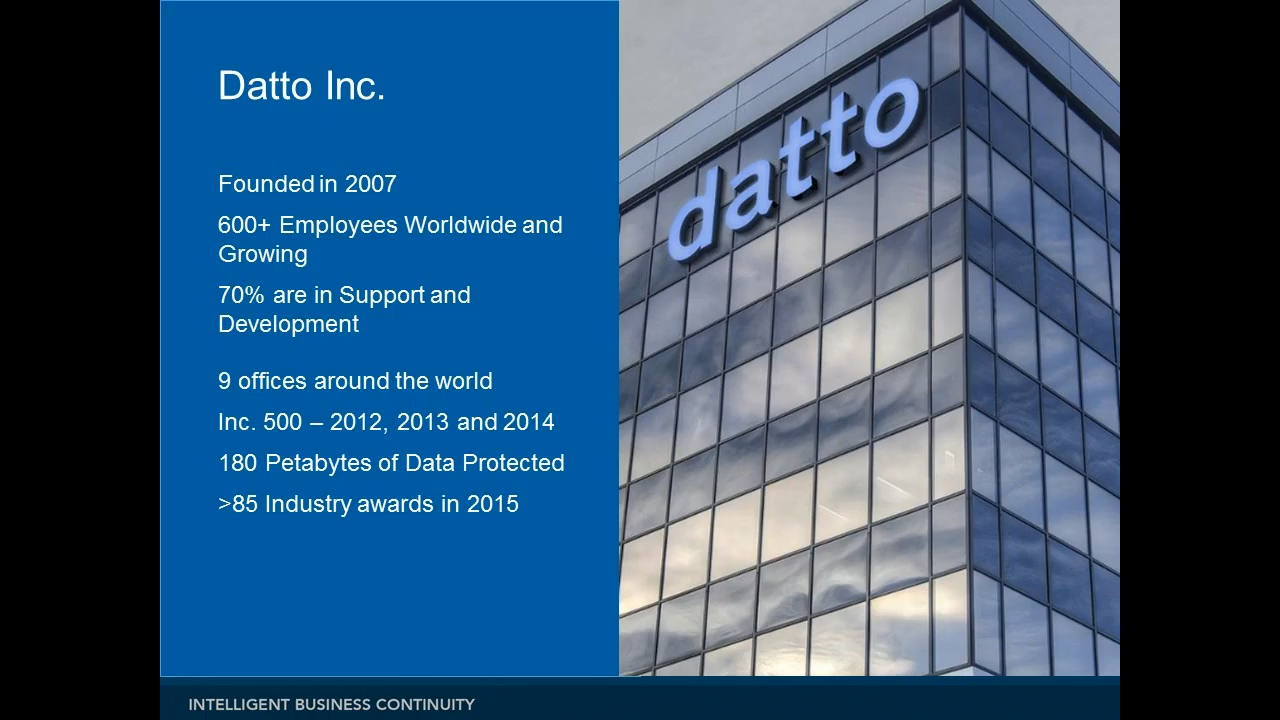 Datto Inc.
Founded in 2007
600+ Employees Worldwide and
Growing
70% are in Support and
Development
9 offices around the world
Inc. 500 – 2012, 2013 and 2014
180 Petabytes of Data Protected
>85 Industry awards in 2015
datto
INTELLIGENT BUSINESS CONTINUITY